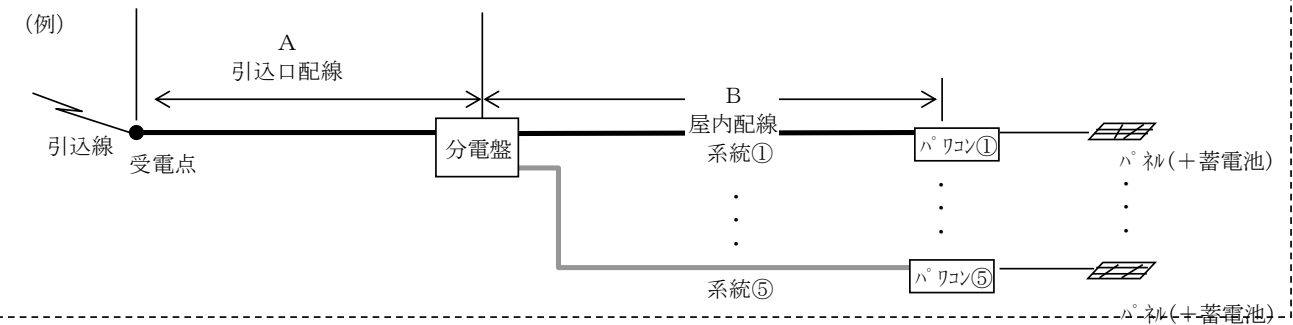 (例)
A
引込口配線
B
屋内配線
引込線
受電点
分電盤
系統①
ﾊﾟﾜｺﾝ①
ﾊﾟﾈﾙ(＋蓄電池)
系統⑤
ﾊﾟﾜｺﾝ⑤
ﾊﾟﾈﾙ(＋蓄電池)